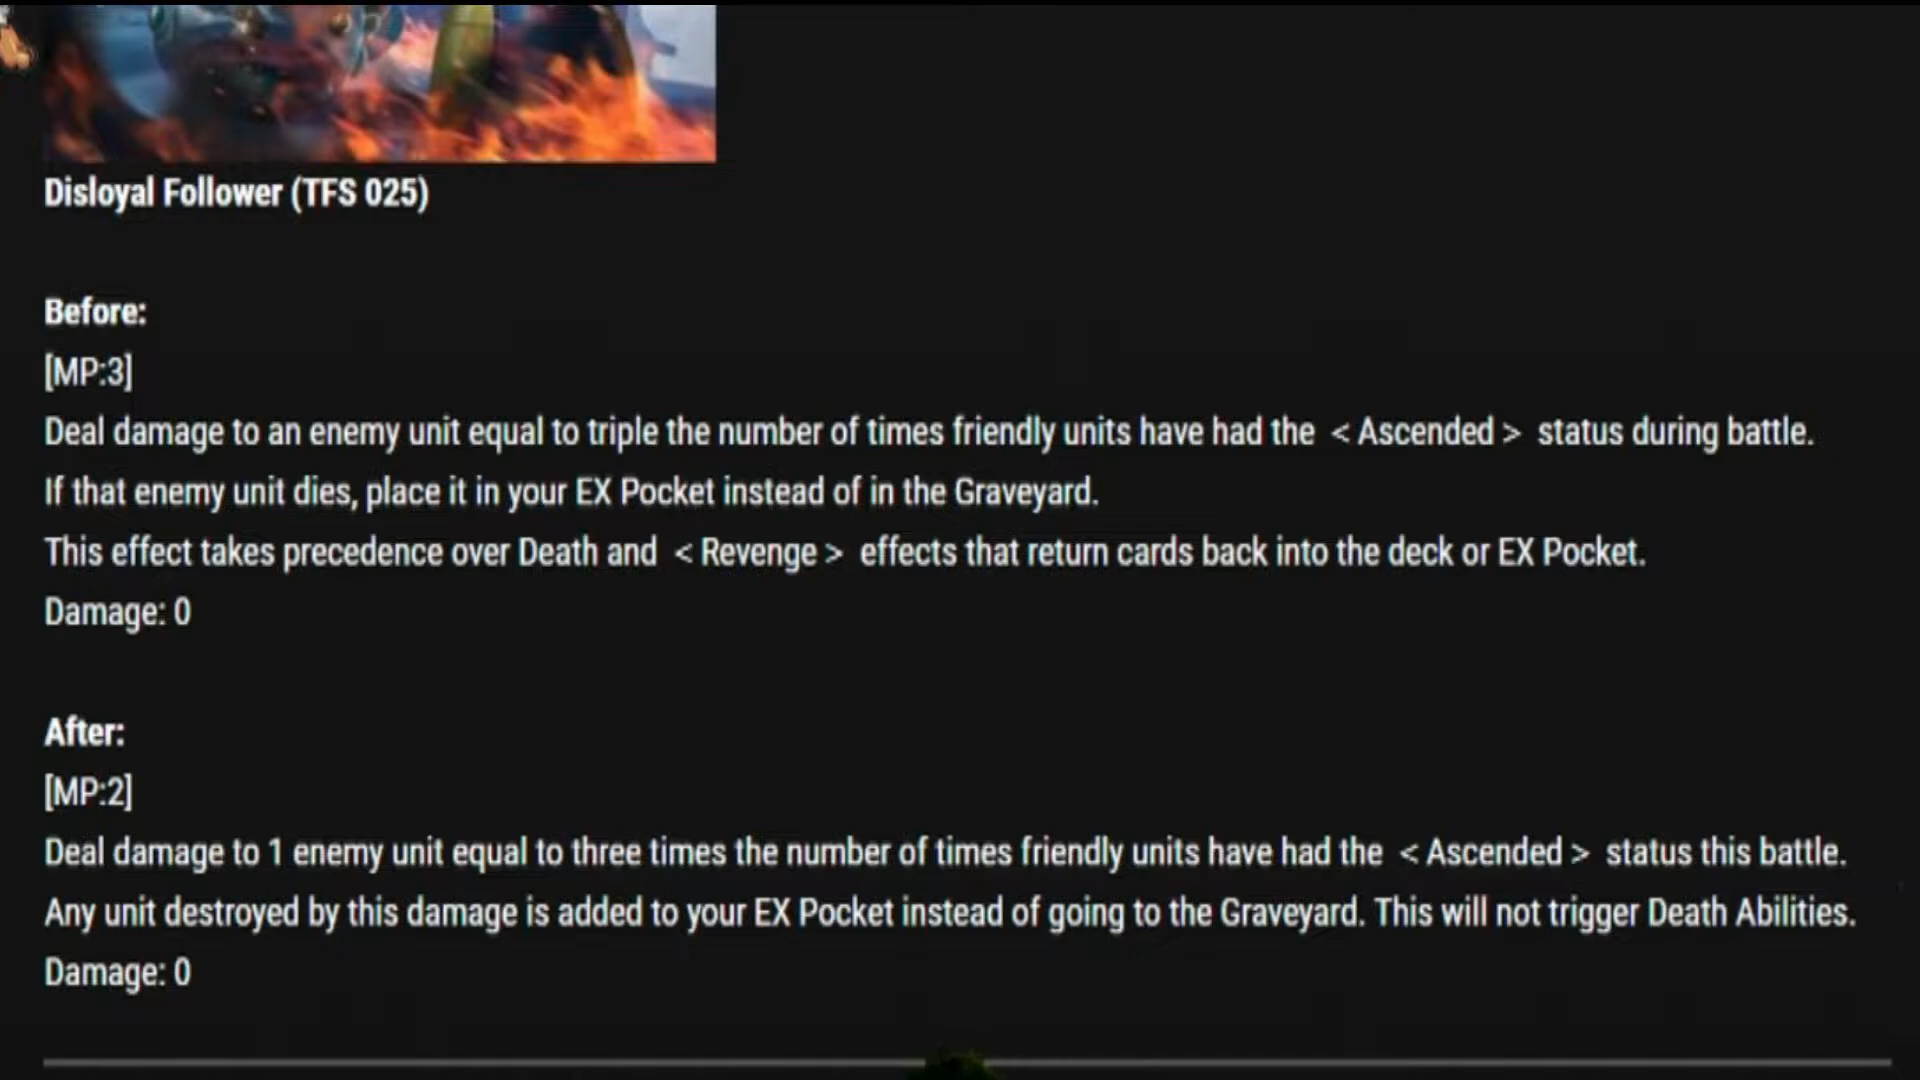 Disloyal Follower (TFS 025)
Before:
[MP:3]
Deal damage to an enemy unit equal to triple the number of times friendly units have had the < Ascended > status during battle.
If that enemy unit dies, place it in your EX Pocket instead of in the Graveyard.
This effect takes precedence over Death and < Revenge > effects that return cards back into the deck or EX Pocket.
Damage: 0
After:
[MP:2]
Deal damage to 1 enemy unit equal to three times the number of times friendly units have had the < Ascended > status this battle.
Any unit destroyed by this damage is added to your EX Pocket instead of going to the Graveyard. This will not trigger Death Abilities.
Damage: 0